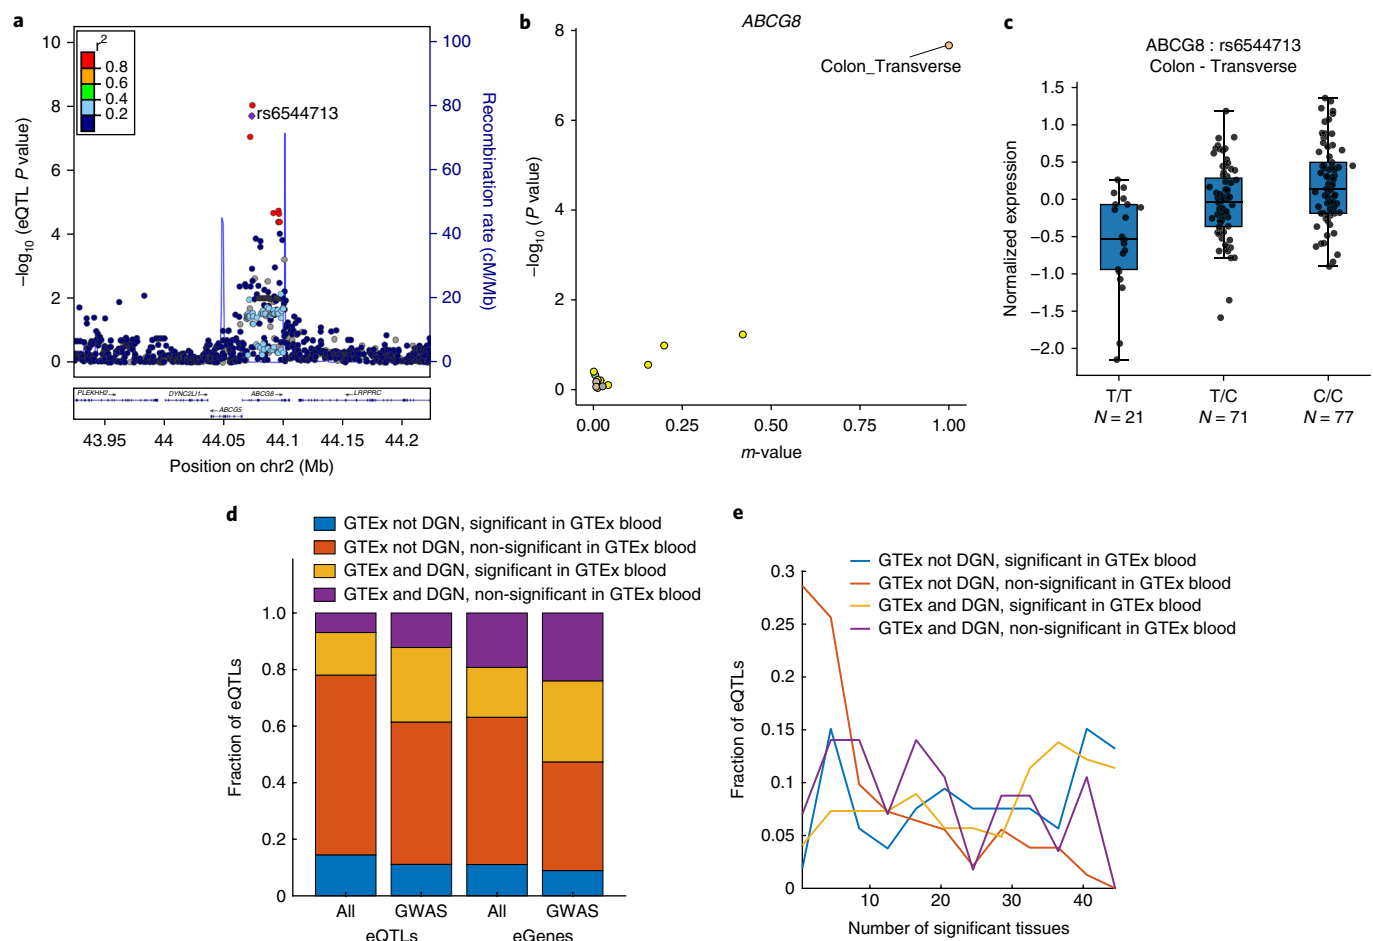 a
r2
0.8
0.6
0.4
0.2
rs6544713
10
8
6
4
2
0
–log10 (eQTL P value)
100
80
60
40
20
0
Recombination rate (cM/Mb)
PLEKHH2
DYNC2LI1
ABCG8
LRPPRC
ABCG5
43.95 44 44.05 44.1 44.15 44.2
Position on chr2 (Mb)
b
ABCG8
Colon_Transverse
8
6
4
2
0
–log10 (P value)
0.00 0.25 0.50 0.75 1.00
m-value
c
ABCG8 : rs6544713
Colon - Transverse
1.5
1.0
0.5
0.0
−0.5
−1.0
−1.5
−2.0
Normalized expression
T/T T/C C/C
N = 21 N = 71 N = 77
d
GTEx not DGN, significant in GTEx blood
GTEx not DGN, non-significant in GTEx blood
GTEx and DGN, significant in GTEx blood
GTEx and DGN, non-significant in GTEx blood
1.0
0.8
0.6
0.4
0.2
0
Fraction of eQTLs
All GWAS All GWAS
eQTLs eGenes
e
GTEx not DGN, significant in GTEx blood
GTEx not DGN, non-significant in GTEx blood
GTEx and DGN, significant in GTEx blood
GTEx and DGN, non-significant in GTEx blood
0.3
0.25
0.2
0.15
0.1
0.05
0
Fraction of eQTLs
10 20 30 40
Number of significant tissues